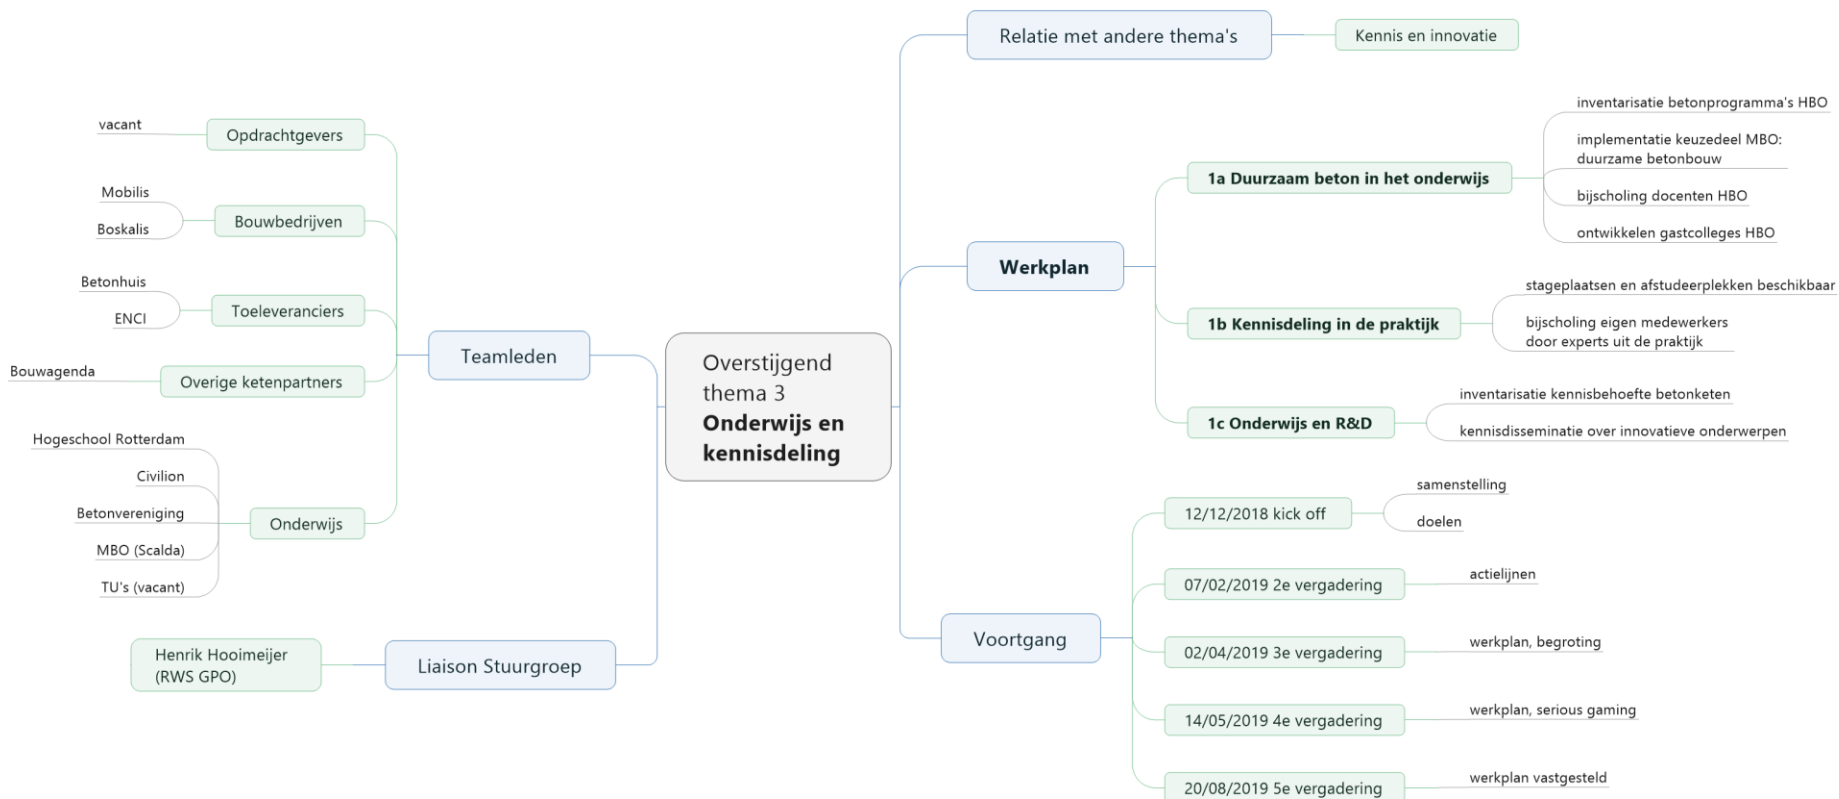 Overstijgend
thema 3
Onderwijs en
kennisdeling
Relatie met andere thema's
Kennis en innovatie
Werkplan
1a Duurzaam beton in het onderwijs
inventarisatie betonprogramma's HBO
implementatie keuzedeel MBO:
duurzame betonbouw
bijscholing docenten HBO
ontwikkelen gastcolleges HBO
1b Kennisdeling in de praktijk
stageplaatsen en afstudeerplekken beschikbaar
bijscholing eigen medewerkers
door experts uit de praktijk
1c Onderwijs en R&D
inventarisatie kennisbehoefte betonketen
kennisdisseminatie over innovatieve onderwerpen
Voortgang
12/12/2018 kick off
samenstelling
doelen
07/02/2019 2e vergadering
actielijnen
02/04/2019 3e vergadering
werkplan, begroting
14/05/2019 4e vergadering
werkplan, serious gaming
20/08/2019 5e vergadering
werkplan vastgesteld
Teamleden
Opdrachtgevers
vacant
Bouwbedrijven
Mobilis
Boskalis
Toeleveranciers
Betonhuis
ENCI
Overige ketenpartners
Bouwagenda
Onderwijs
Hogeschool Rotterdam
Civilion
Betonvereniging
MBO (Scalda)
TU's (vacant)
Liaison Stuurgroep
Henrik Hooimeijer
(RWS GPO)